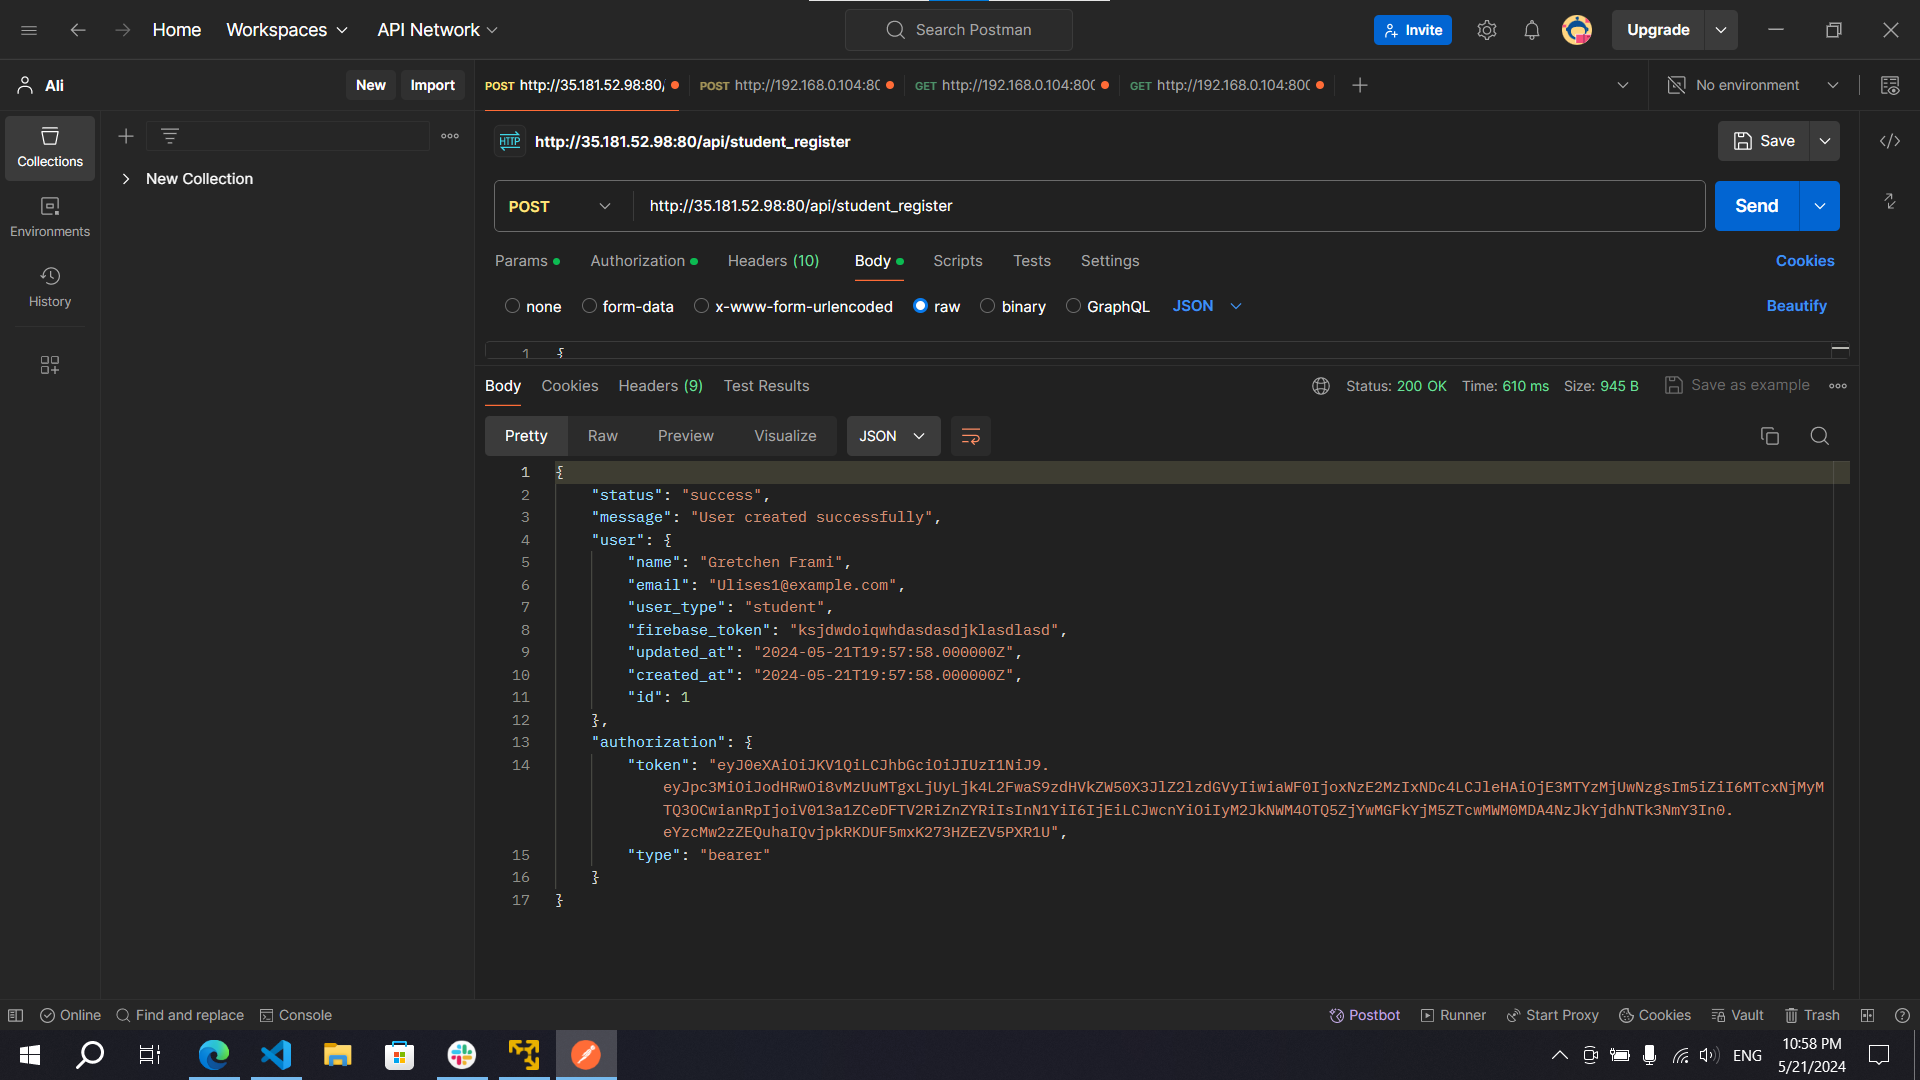 Home
Workspaces
API Network
Search Postman
Invite
Upgrade
Ali
New
Import
POST http://35.181.52.98:80/
POST http://192.168.0.104:80
GET http://192.168.0.104:800
GET http://192.168.0.104:800
No environment
Collections
Environments
History
New Collection
HTTP http://35.181.52.98:80/api/student_register
Save
POST http://35.181.52.98:80/api/student_register
Send
Params
Authorization
Headers (10)
Body
Scripts
Tests
Settings
Cookies
none
form-data
x-www-form-urlencoded
raw
binary
GraphQL
JSON
Beautify
1 {
Body
Cookies
Headers (9)
Test Results
Status: 200 OK
Time: 610 ms
Size: 945 B
Save as example
Pretty
Raw
Preview
Visualize
JSON
1 {
2 "status": "success",
3 "message": "User created successfully",
4 "user": {
5 "name": "Gretchen Frami",
6 "email": "Ulises1@example.com",
7 "user_type": "student",
8 "firebase_token": "ksjdwdoiqwhdasdasdjklasdlasd",
9 "updated_at": "2024-05-21T19:57:58.000000Z",
10 "created_at": "2024-05-21T19:57:58.000000Z",
11 "id": 1
12 },
13 "authorization": {
14 "token": "eyJ0eXAiOiJKV1QiLCJhbGciOiJIUzI1NiJ9.
eyJpc3MiOiJodHRwOi8vMzUuMTgxLjUyLjk4L2FwaS9zdHVkZW50X3JlZ2lzdGVyIiwiaWF0IjoxNzE2MzIxNDc4LCJleHAiOjE3MTYzMjUwNzgsIm5iZiI6MTcxNjMyM
TQ3OCwianRpIjoiV013a1ZCeDFTV2RiZnZYRiIsInN1YiI6IjEiLCJwcnYiOiIyM2JkNWM4OTQ5ZjYwMGFkYjM5ZTcwMWM0MDA4NzJkYjdhNTk3NmY3In0.
eYzcMw2zZEQuhaIQvjpkRKDUF5mxK273HZEZV5PXR1U",
15 "type": "bearer"
16 }
17 }
Online
Find and replace
Console
Postbot
Runner
Start Proxy
Cookies
Vault
Trash
ENG
10:58 PM
5/21/2024